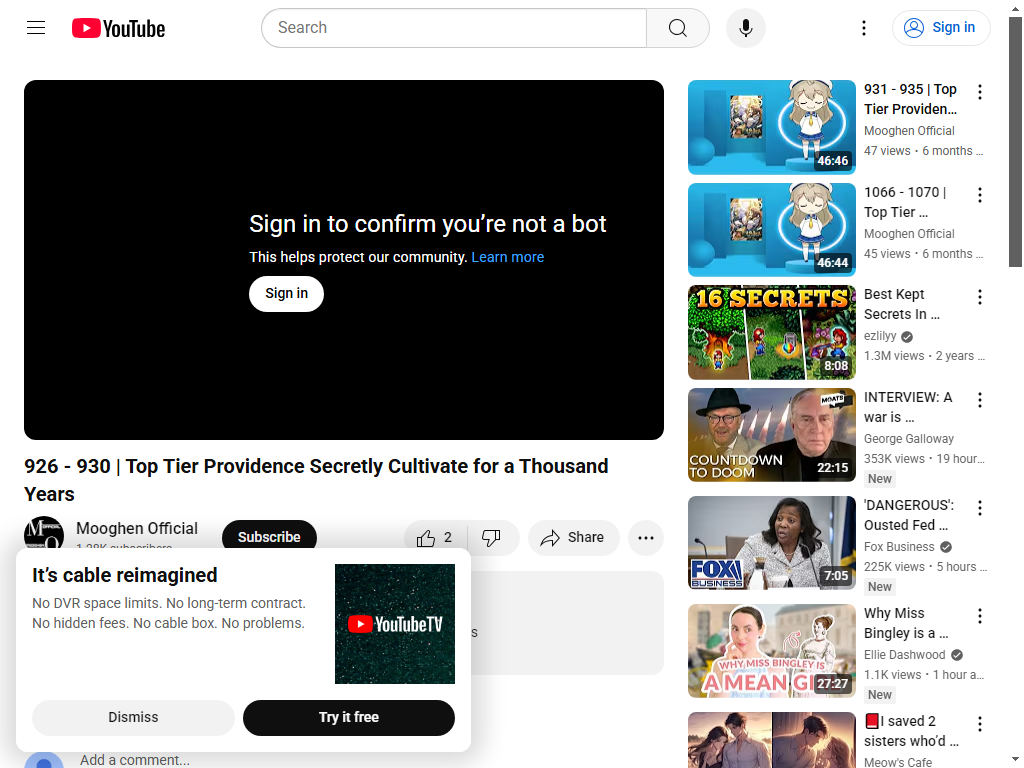 YouTube
Search
Sign in
Sign in to confirm you’re not a bot
This helps protect our community. Learn more
Sign in
926 - 930 | Top Tier Providence Secretly Cultivate for a Thousand
Years
Mooghen Official
Subscribe
2
Share
It’s cable reimagined
No DVR space limits. No long-term contract.
No hidden fees. No cable box. No problems.
YouTubeTV
Dismiss
Try it free
Add a comment...
46:46
931 - 935 | Top
Tier Providen...
Mooghen Official
47 views • 6 months ...
46:44
1066 - 1070 |
Top Tier ...
Mooghen Official
45 views • 6 months ...
16 SECRETS
8:08
Best Kept
Secrets In ...
ezlilyy
1.3M views • 2 years ...
MOATS
COUNTDOWN
TO DOOM
22:15
INTERVIEW: A
war is ...
George Galloway
353K views • 19 hour...
New
FOX
BUSINESS
7:05
'DANGEROUS':
Ousted Fed ...
Fox Business
225K views • 5 hours ...
New
WHY MISS BINGLEY IS
A MEAN GI
27:27
Why Miss
Bingley is a ...
Ellie Dashwood
1.1K views • 1 hour a...
New
I saved 2
sisters who’d ...
Meow's Cafe